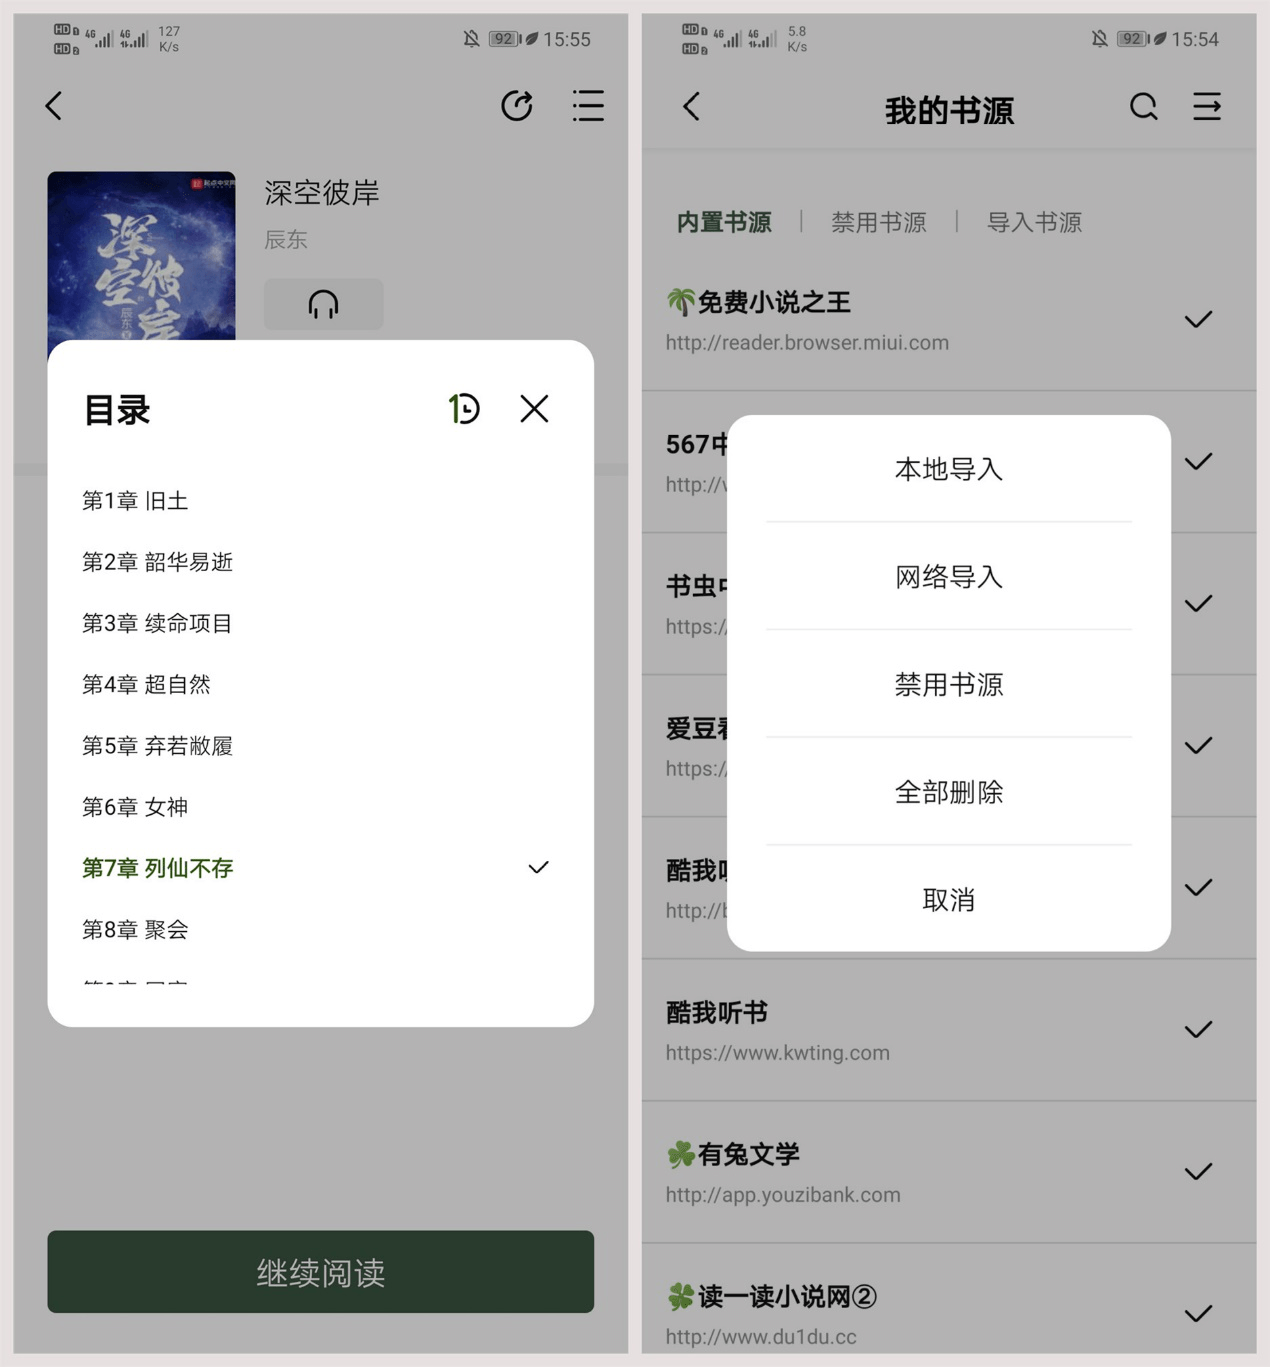 127
K/s
92
15:55
深空彼岸
辰东
目录
第1章 旧土
第2章 韶华易逝
第3章 续命项目
第4章 超自然
第5章 弃若敝履
第6章 女神
第7章 列仙不存
第8章 聚会
继续阅读
5.8
K/s
92
15:54
我的书源
内置书源 | 禁用书源 | 导入书源
免费小说之王
http://reader.browser.miui.com
567中
http://
书虫中
https:/
爱豆看
https:/
酷我听
http://
本地导入
网络导入
禁用书源
全部删除
取消
酷我听书
https://www.kwting.com
有兔文学
http://app.youzibank.com
读一读小说网②
http://www.du1du.cc